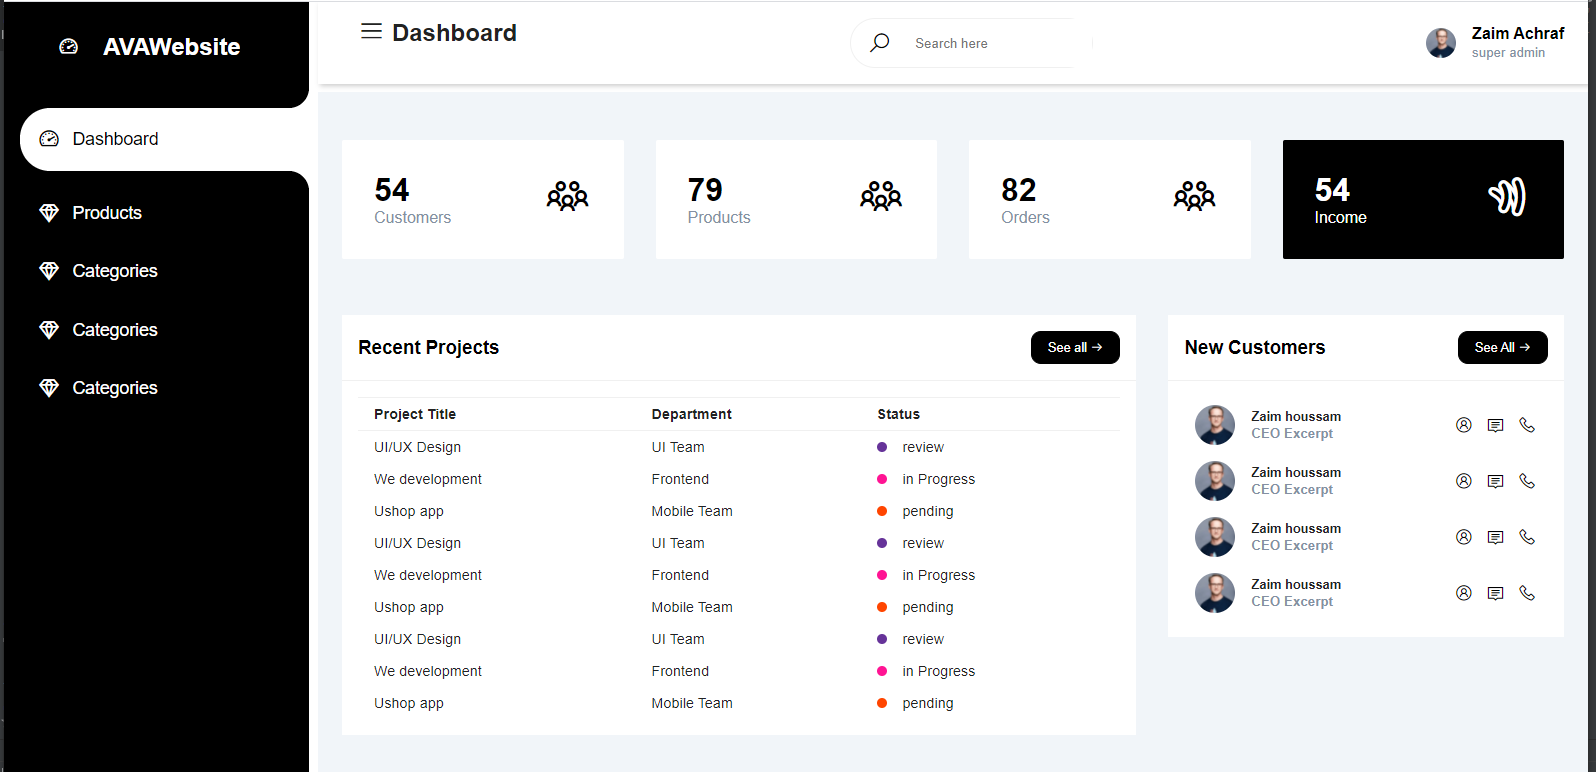 AVAWebsite
Dashboard
Products
Categories
Categories
Categories
Dashboard
Search here
Zaim Achraf
super admin
54
Customers
79
Products
82
Orders
54
Income
Recent Projects
See all →
Project Title Department Status
UI/UX Design UI Team review
We development Frontend in Progress
Ushop app Mobile Team pending
UI/UX Design UI Team review
We development Frontend in Progress
Ushop app Mobile Team pending
UI/UX Design UI Team review
We development Frontend in Progress
Ushop app Mobile Team pending
New Customers
See All →
Zaim houssam
CEO Excerpt
Zaim houssam
CEO Excerpt
Zaim houssam
CEO Excerpt
Zaim houssam
CEO Excerpt